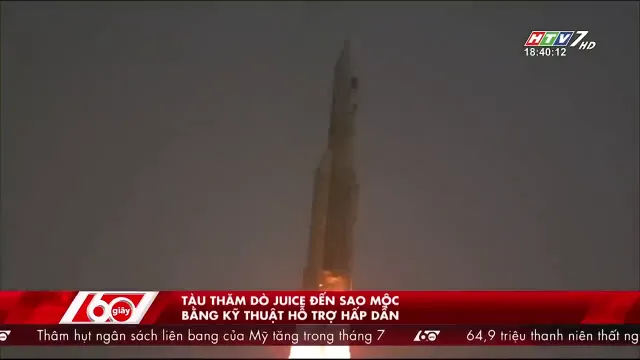 HTV7 HD
18:40:12
60 giây
TÀU THĂM DÒ JUICE ĐẾN SAO MỘC
BẰNG KỸ THUẬT HỖ TRỢ HẤP DẪN
Thâm hụt ngân sách liên bang của Mỹ tăng trong tháng 7 60 64,9 triệu thanh niên thất ng